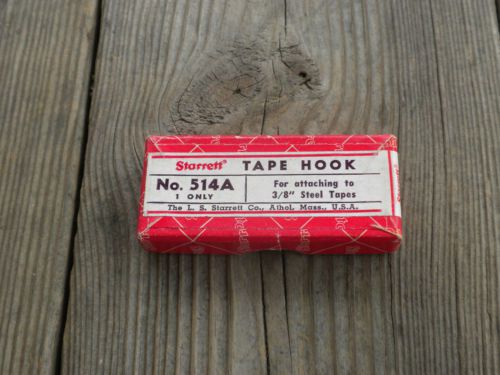 Starrett TAPE HOOK
No. 514A For attaching to
1 ONLY 3/8" Steel Tapes
The L. S. Starrett Co., Athol, Mass., U.S.A.